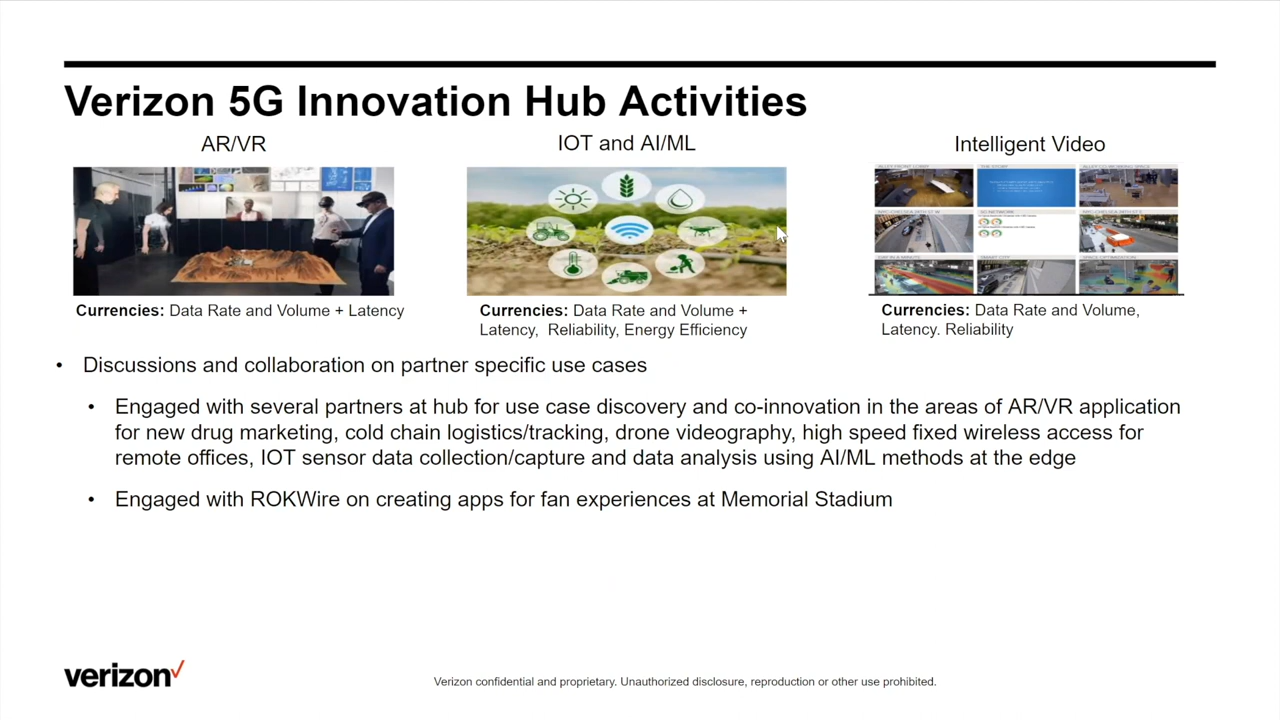 Verizon 5G Innovation Hub Activities
AR/VR
IOT and AI/ML
Intelligent Video
Currencies: Data Rate and Volume + Latency
Currencies: Data Rate and Volume +
Latency, Reliability, Energy Efficiency
Currencies: Data Rate and Volume,
Latency. Reliability
• Discussions and collaboration on partner specific use cases
• Engaged with several partners at hub for use case discovery and co-innovation in the areas of AR/VR application
for new drug marketing, cold chain logistics/tracking, drone videography, high speed fixed wireless access for
remote offices, IOT sensor data collection/capture and data analysis using AI/ML methods at the edge
• Engaged with ROKWire on creating apps for fan experiences at Memorial Stadium
verizon
Verizon confidential and proprietary. Unauthorized disclosure, reproduction or other use prohibited.